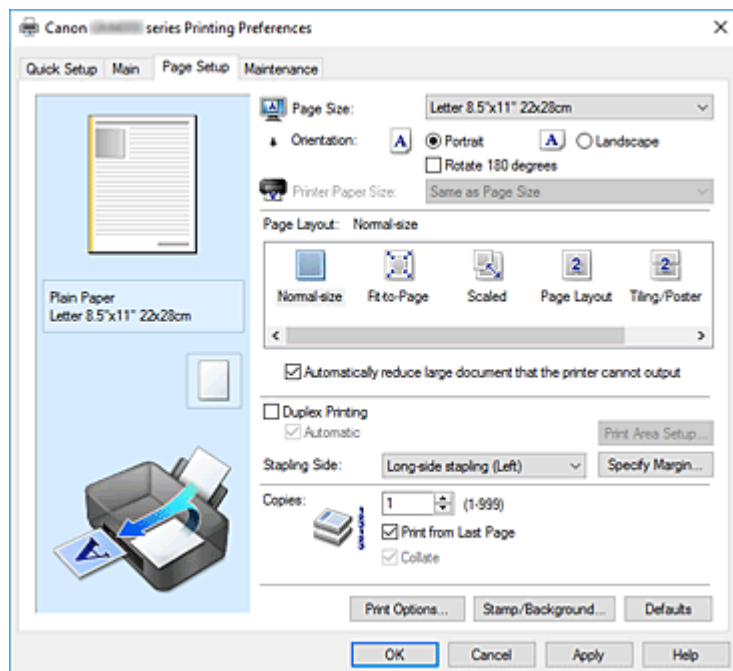 Canon series Printing Preferences
Quick Setup Main Page Setup Maintenance
Page Size: Letter 8.5"x11" 22x28cm
Orientation: A Portrait A Landscape
Rotate 180 degrees
Printer Paper Size: Same as Page Size
Page Layout: Normal-size
2 2
Normal-size Fit-to-Page Scaled Page Layout Tiling/Poster
Automatically reduce large document that the printer cannot output
Plain Paper
Letter 8.5"x11" 22x28cm
Duplex Printing
Automatic
Print Area Setup...
Stapling Side: Long-side stapling (Left) Specify Margin...
Copies: 1 (1-999)
Print from Last Page
Collate
A
Print Options... Stamp/Background... Defaults
OK Cancel Apply Help